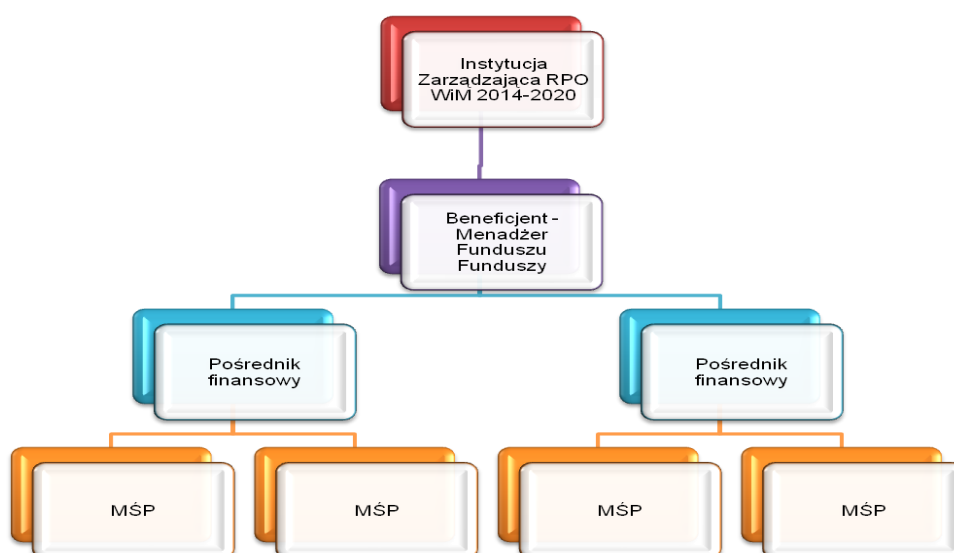 Instytucja
Zarządzająca RPO
WiM 2014-2020
Beneficjent -
Menadżer
Funduszu
Funduszy
Pośrednik
finansowy
Pośrednik
finansowy
MŚP
MŚP
MŚP
MŚP